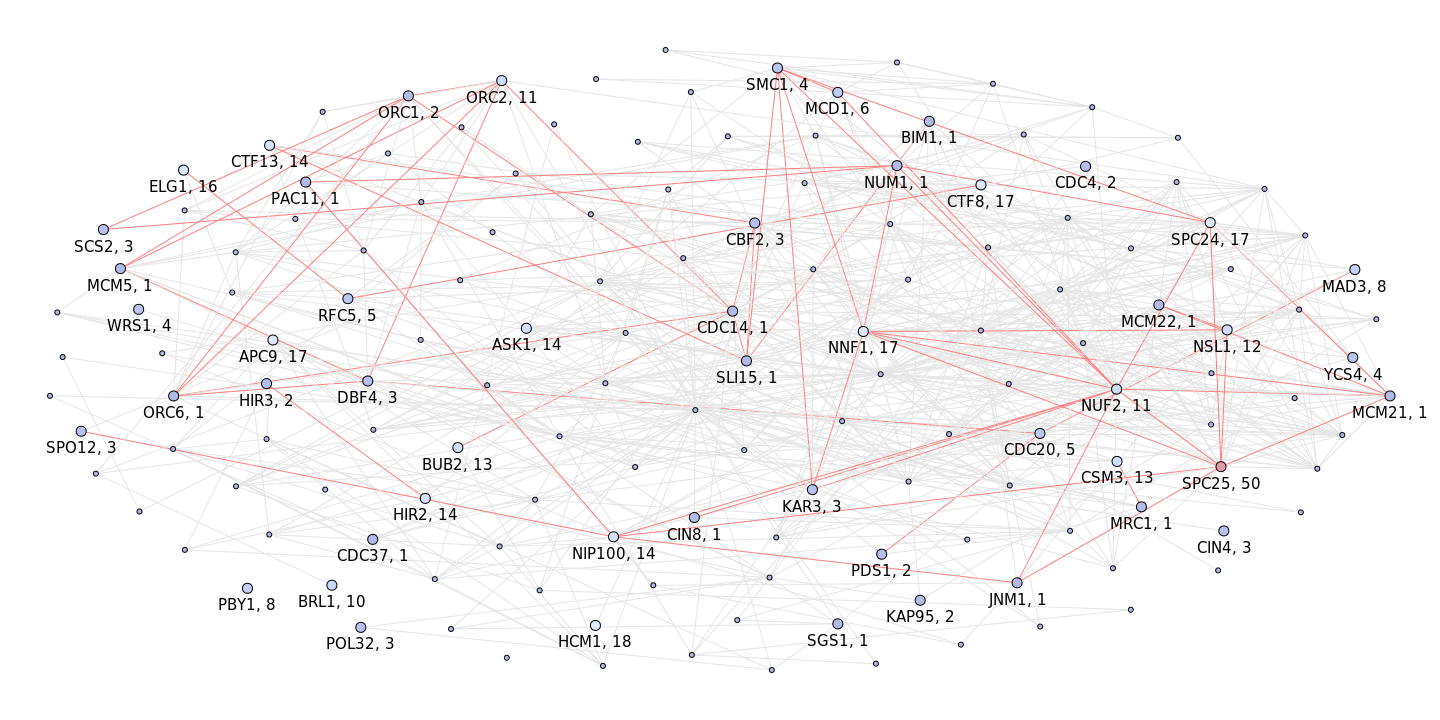 SMC1, 4
ORC2, 11
MCD1, 6
ORC1, 2
BIM1, 1
CTF13, 14
ELG1, 16
PAC11, 1
NUM1, 1
CDC4, 2
CTF8, 17
SCS2, 3
CBF2, 3
SPC24, 17
MCM5, 1
MAD3, 8
WRS1, 4
RFC5, 5
CDC14, 1
MCM22, 1
ASK1, 14
NNF1, 17
NSL1, 12
APC9, 17
SLI15, 1
YCS4, 4
ORC6, 1
HIR3, 2
DBF4, 3
NUF2, 11
MCM21, 1
SPO12, 3
BUB2, 13
CDC20, 5
CSM3, 13
SPC25, 50
HIR2, 14
KAR3, 3
MRC1, 1
CDC37, 1
NIP100, 14
CIN8, 1
CIN4, 3
PDS1, 2
PBY1, 8
BRL1, 10
JNM1, 1
KAP95, 2
POL32, 3
HCM1, 18
SGS1, 1